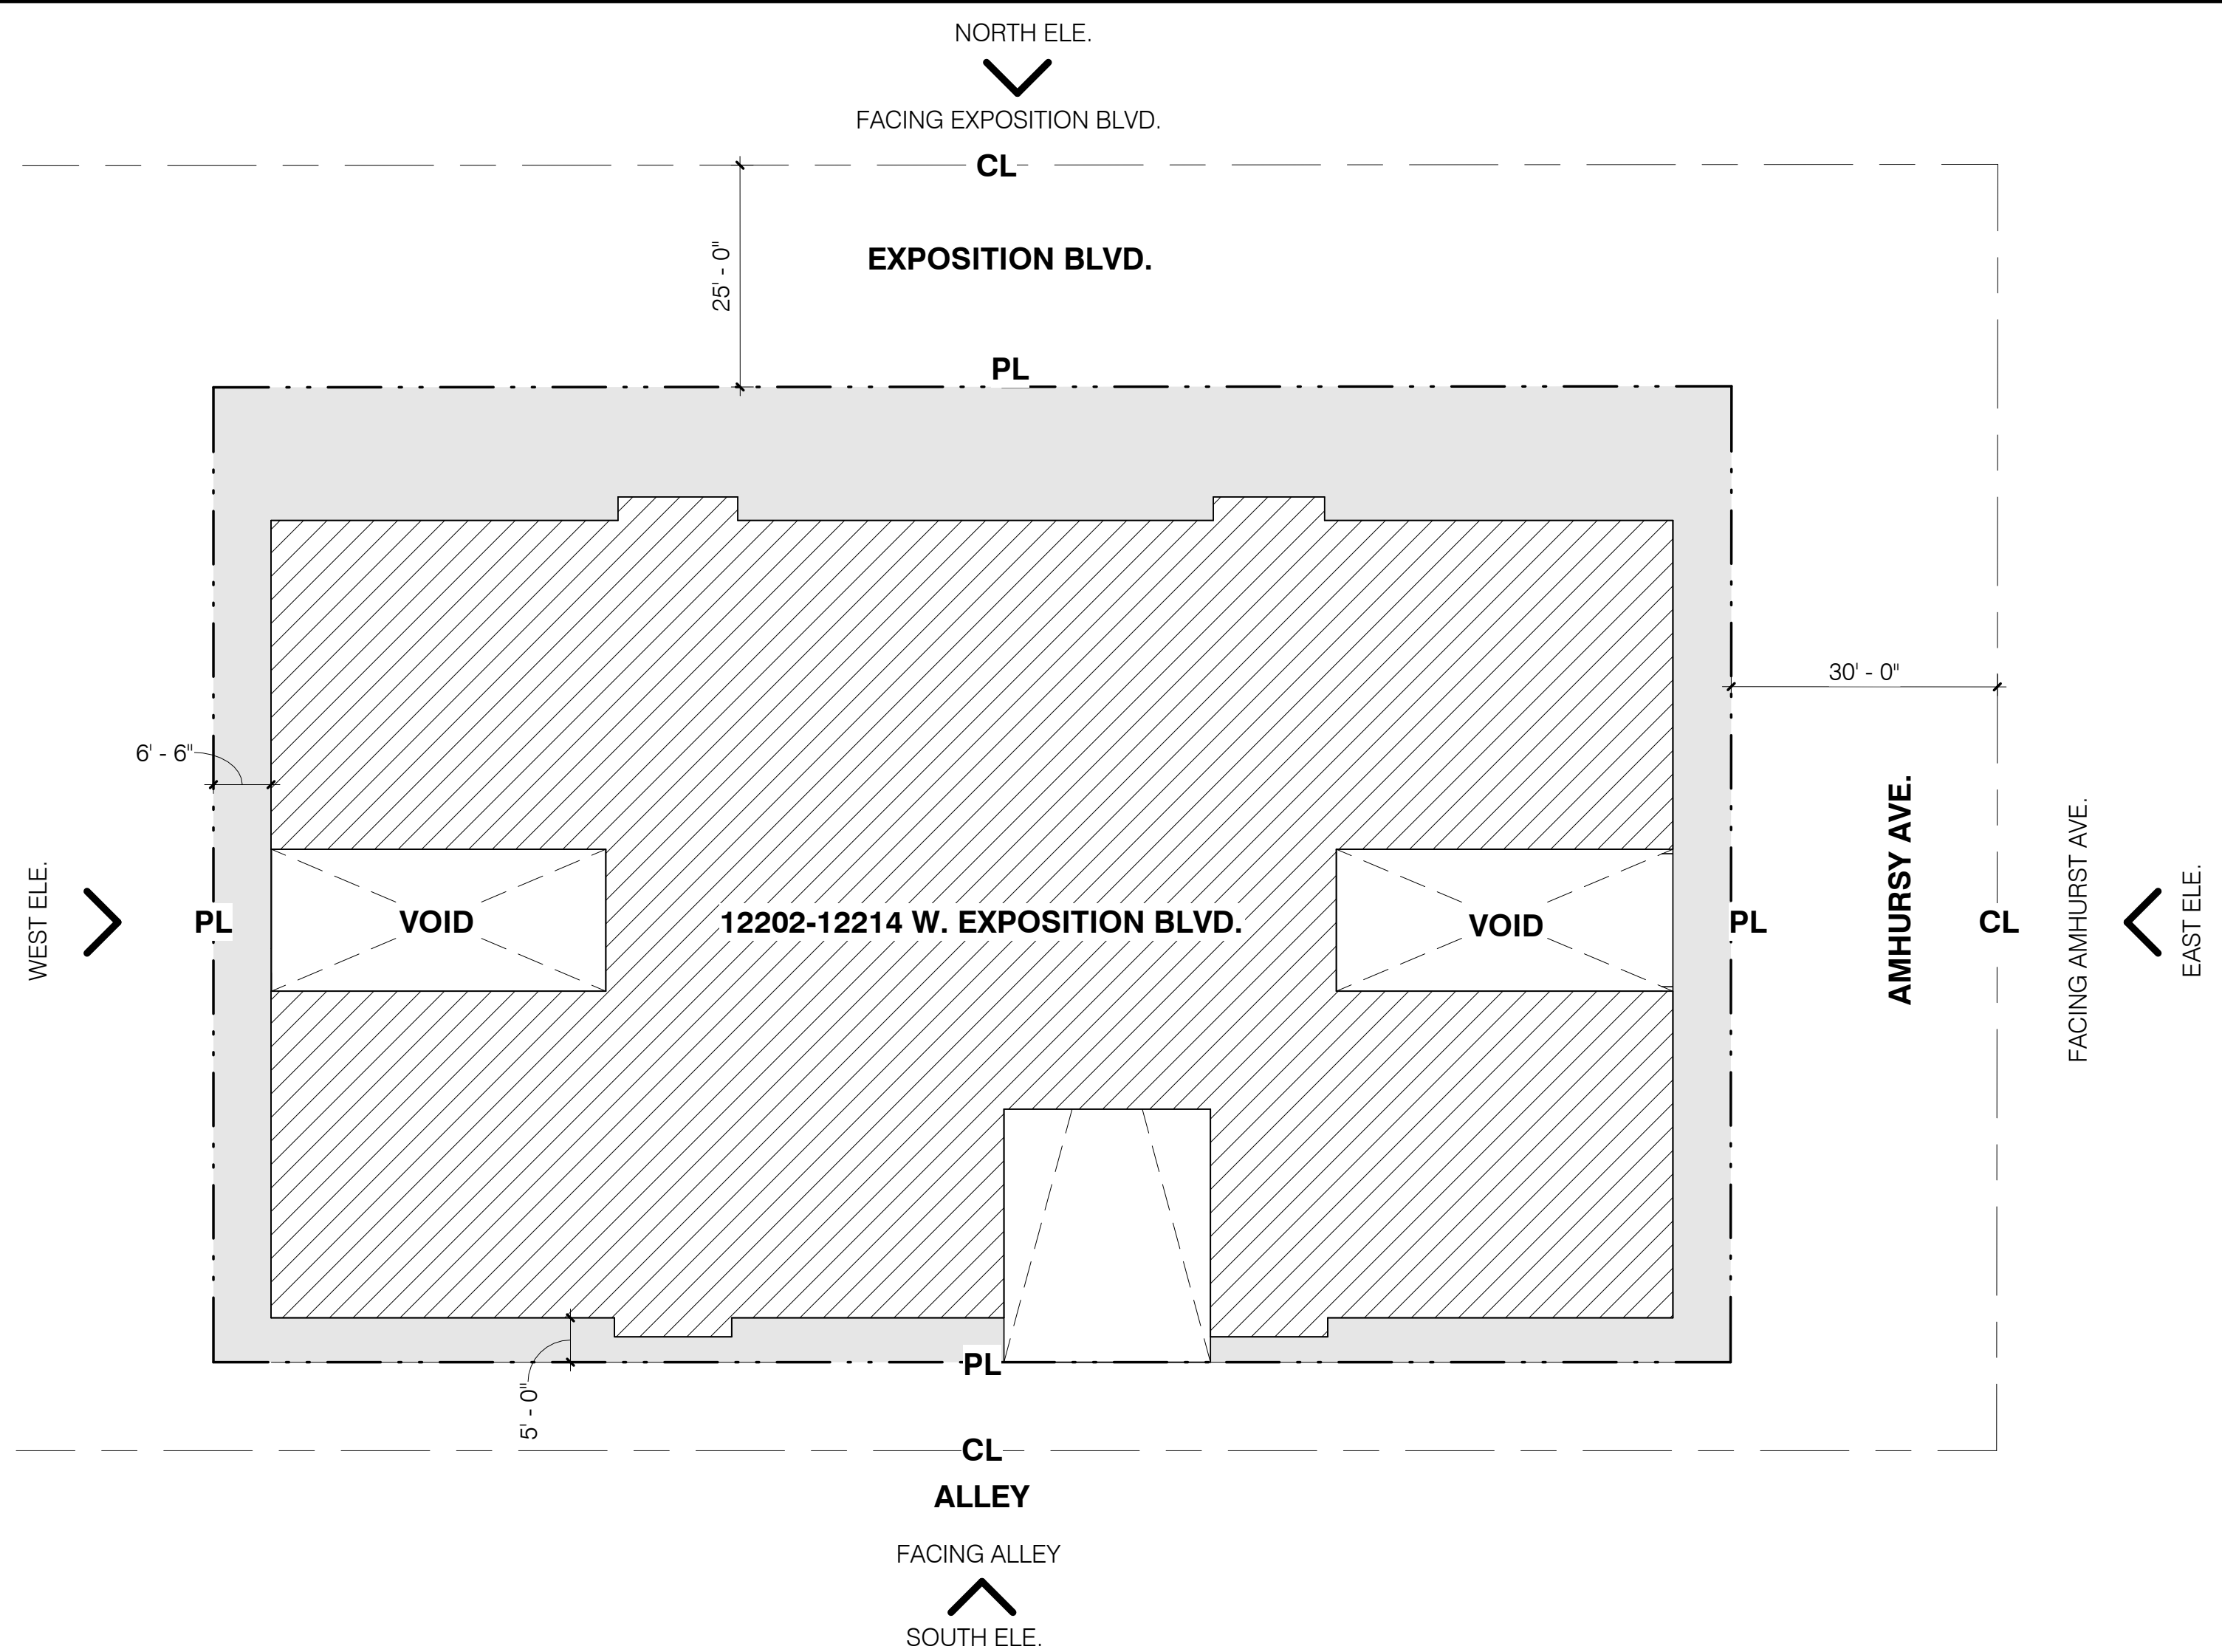 NORTH ELE.
FACING EXPOSITION BLVD.
CL
EXPOSITION BLVD.
25' - 0"
PL
30' - 0"
6' - 6"
WEST ELE.
PL
VOID
12202-12214 W. EXPOSITION BLVD.
VOID
PL
AMHURSY AVE.
CL
FACING AMHURST AVE.
EAST ELE.
PL
5' - 0"
CL
ALLEY
FACING ALLEY
SOUTH ELE.